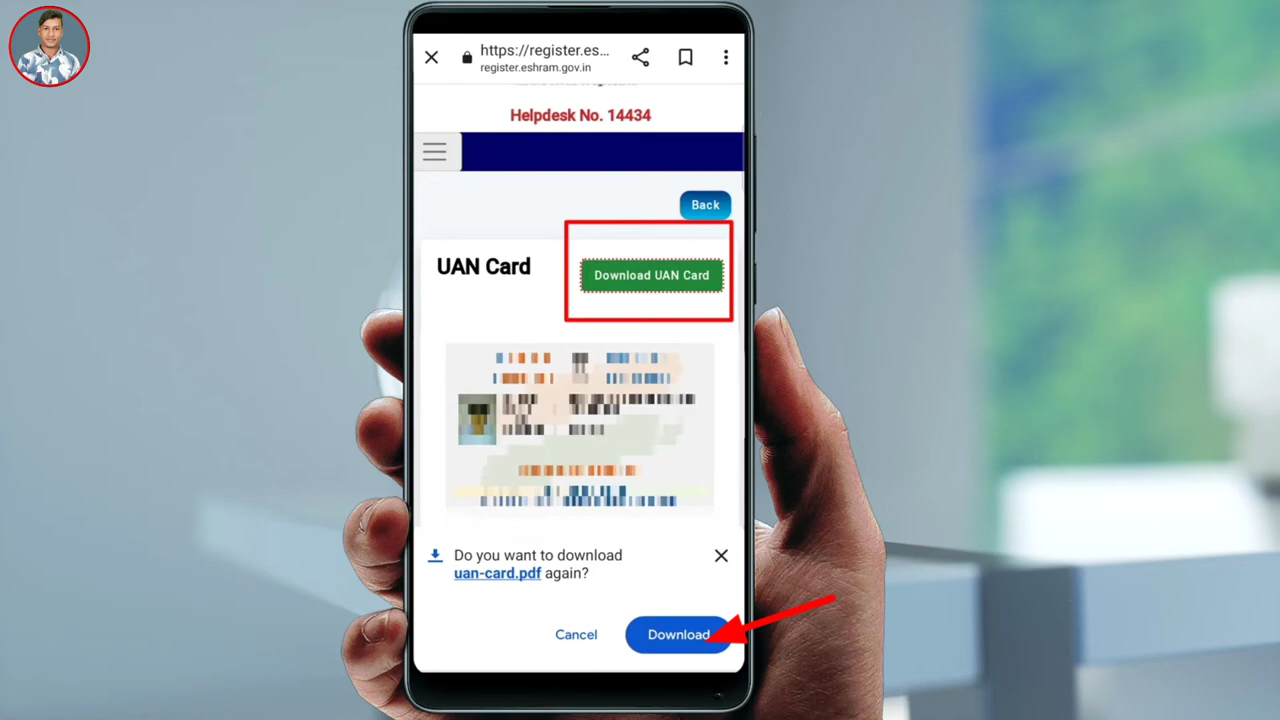 https://register.es...
register.eshram.gov.in
Helpdesk No. 14434
Back
UAN Card
Download UAN Card
Do you want to download
uan-card.pdf again?
Cancel
Download